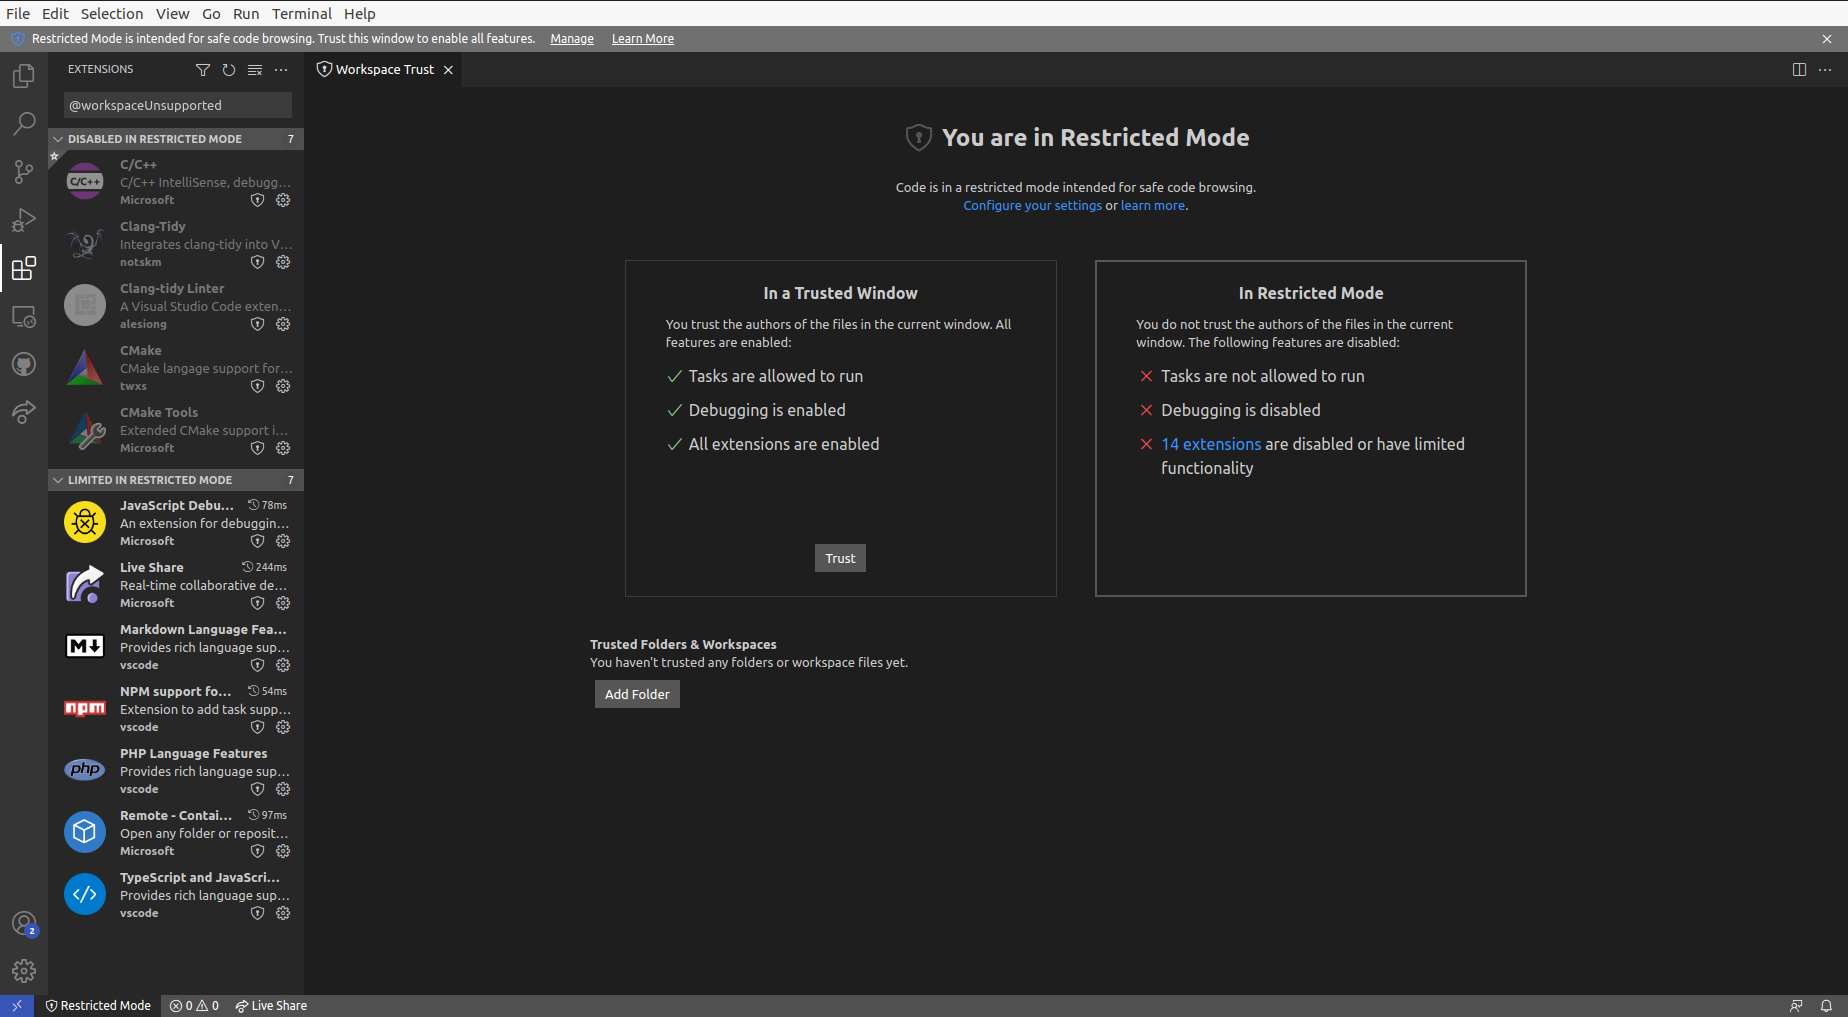 File Edit Selection View Go Run Terminal Help
Restricted Mode is intended for safe code browsing. Trust this window to enable all features. Manage Learn More
EXTENSIONS
@workspaceUnsupported
DISABLED IN RESTRICTED MODE 7
C/C++
C/C++
C/C++ IntelliSense, debugg...
Microsoft
Clang-Tidy
Integrates clang-tidy into V...
notskm
Clang-tidy Linter
A Visual Studio Code exten...
alesiong
CMake
CMake langage support for...
twxs
CMake Tools
Extended CMake support i...
Microsoft
LIMITED IN RESTRICTED MODE 7
JavaScript Debu... 78ms
An extension for debuggin...
Microsoft
Live Share 244ms
Real-time collaborative de...
Microsoft
M
Markdown Language Fea...
Provides rich language sup...
vscode
npm
NPM support fo... 54ms
Extension to add task supp...
vscode
php
PHP Language Features
Provides rich language sup...
vscode
Remote - Contai... 97ms
Open any folder or reposit...
Microsoft
</>
TypeScript and JavaScri...
Provides rich language sup...
vscode
2
Workspace Trust
You are in Restricted Mode
Code is in a restricted mode intended for safe code browsing.
Configure your settings or learn more.
In a Trusted Window
You trust the authors of the files in the current window. All
features are enabled:
Tasks are allowed to run
Debugging is enabled
All extensions are enabled
Trust
In Restricted Mode
You do not trust the authors of the files in the current
window. The following features are disabled:
Tasks are not allowed to run
Debugging is disabled
14 extensions are disabled or have limited
functionality
Trusted Folders & Workspaces
You haven't trusted any folders or workspace files yet.
Add Folder
Restricted Mode 0 0 Live Share